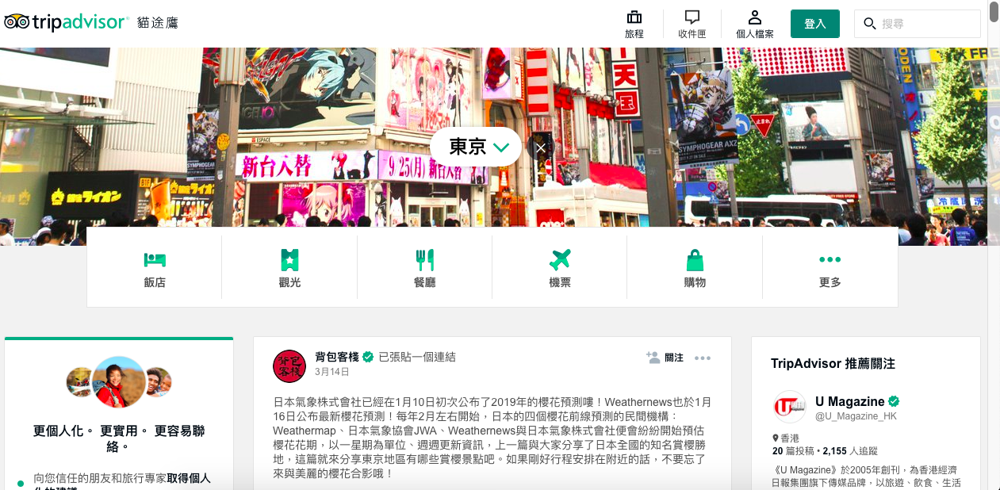 tripadvisor 貓途鷹
旅程
收件匣
個人檔案
登入
搜尋
東京
天
国
ESPACE
新台入替
9/25(月)新台入替
SYMPHOGEAR AXZ
止まれ
飯店
觀光
餐廳
機票
購物
更多
更個人化。 更實用。 更容易聯
絡。
向您信任的朋友和旅行專家取得個人
背包客棧 已張貼一個連結
3月14日
關注
背包
客棧
日本氣象株式會社已經在1月10日初次公布了2019年的櫻花預測嘍！Weathernews也於1月
16日公布最新櫻花預測！每年2月左右開始，日本的四個櫻花前線預測的民間機構：
Weathermap、日本氣象協會JWA、Weathernews與日本氣象株式會社便會紛紛開始預估
櫻花花期，以一星期為單位、週週更新資訊，上一篇與大家分享了日本全國的知名賞櫻勝
地，這篇就來分享東京地區有哪些賞櫻景點吧。如果剛好行程安排在附近的話，不要忘了
來與美麗的櫻花合影哦！
TripAdvisor 推薦關注
U Magazine
@U_Magazine_HK
香港
20 篇投稿 • 2,155 人追蹤
《U Magazine》於2005年創刊，為香港經濟
日報集團旗下傳媒品牌，以旅遊、飲食、生活